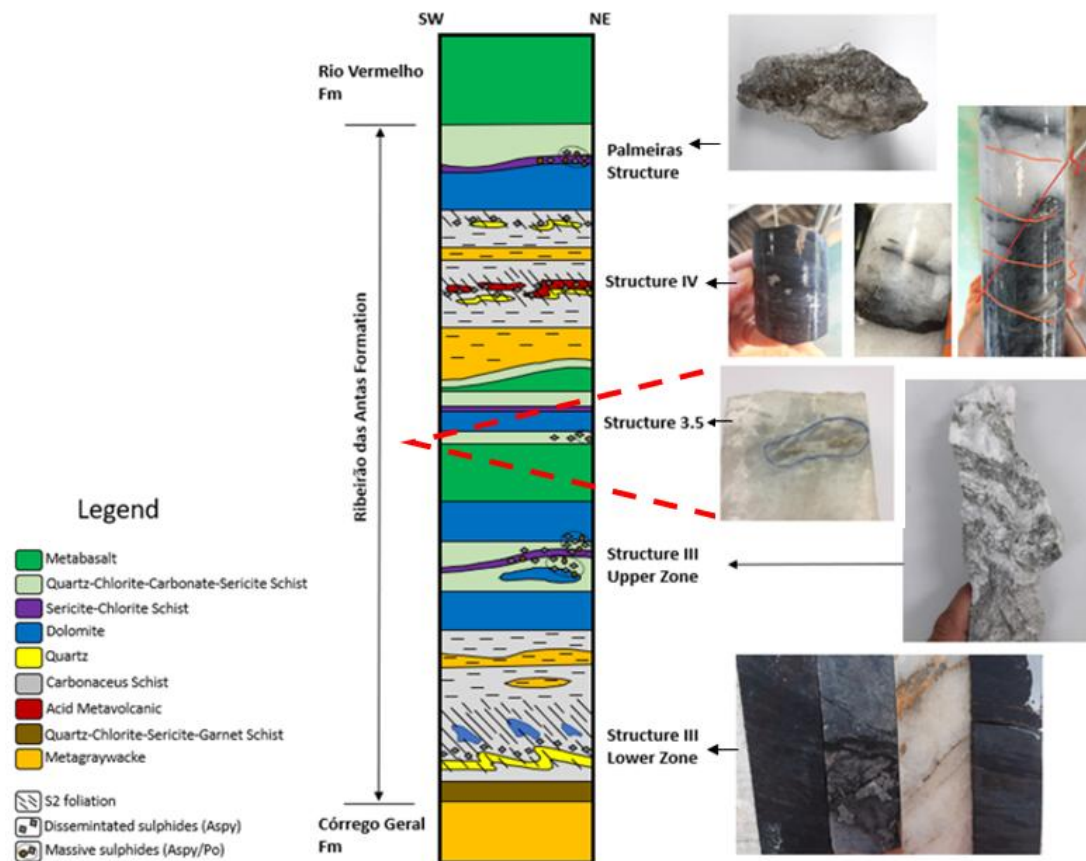 SW
NE
Rio Vermelho
Fm
Palmeiras
Structure
Structure IV
Ribeirão das Antas Formation
Structure 3.5
Structure III
Upper Zone
Structure III
Lower Zone
Córrego Geral
Fm
Legend
Metabasalt
Quartz-Chlorite-Carbonate-Sericite Schist
Sericite-Chlorite Schist
Dolomite
Quartz
Carbonaceus Schist
Acid Metavolcanic
Quartz-Chlorite-Sericite-Garnet Schist
Metagraywacke
S2 foliation
Dissemintated sulphides (Aspy)
Massive sulphides (Aspy/Po)